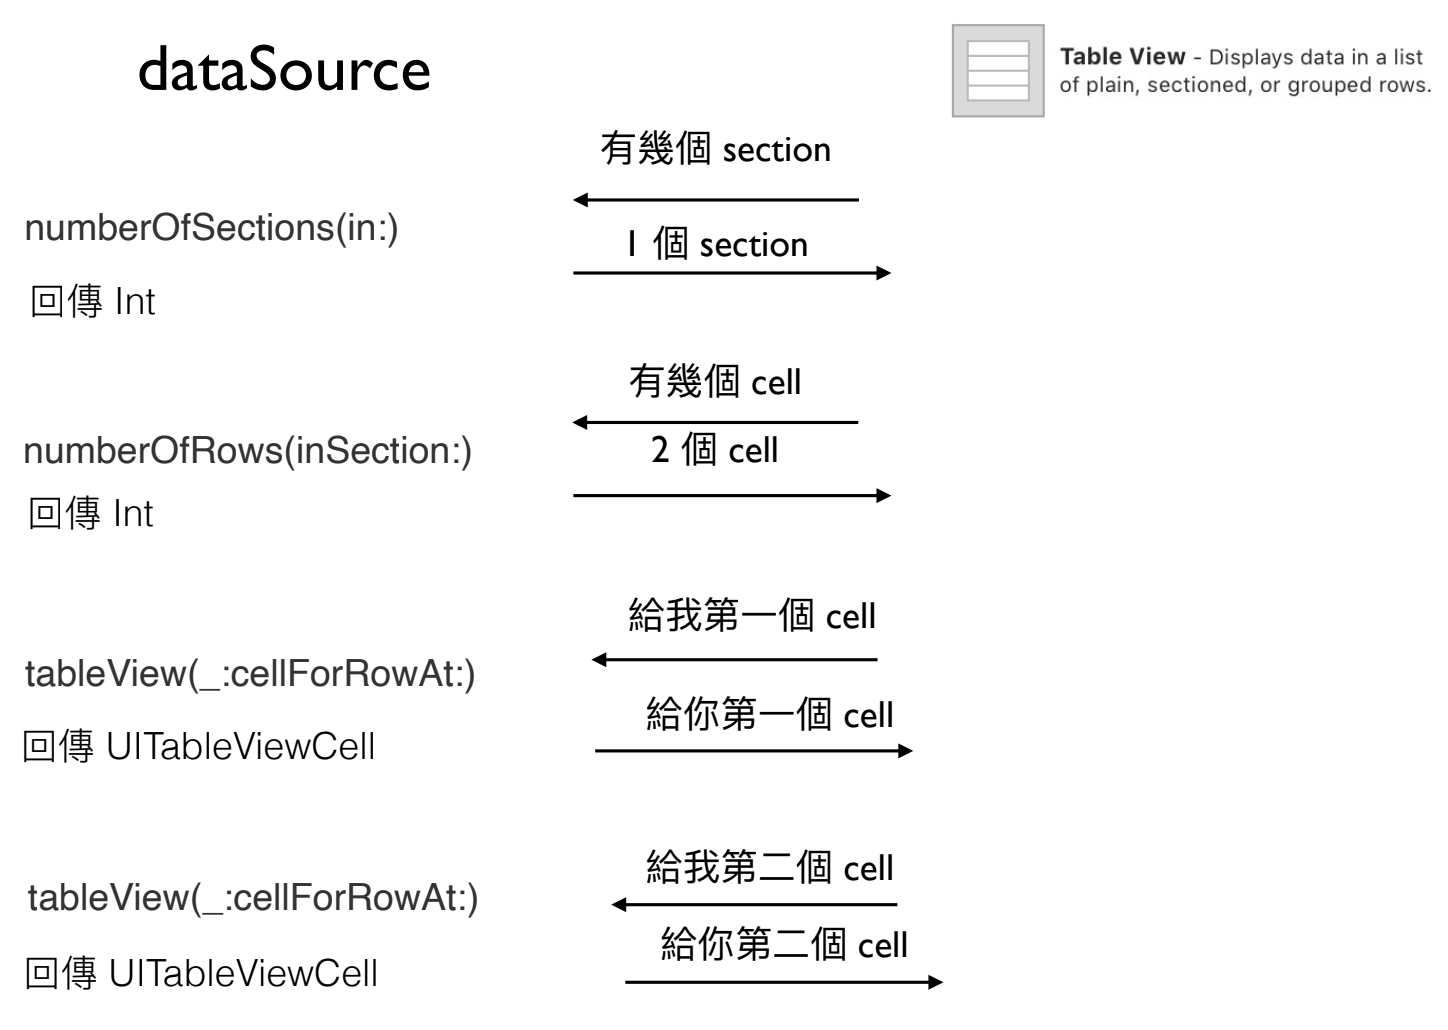 dataSource
Table View - Displays data in a list
of plain, sectioned, or grouped rows.
有幾個 section
numberOfSections(in:)
1 個 section
回傳 Int
有幾個 cell
numberOfRows(inSection:)
2 個 cell
回傳 Int
給我第一個 cell
tableView(_:cellForRowAt:)
給你第一個 cell
回傳 UITableViewCell
給我第二個 cell
tableView(_:cellForRowAt:)
給你第二個 cell
回傳 UITableViewCell